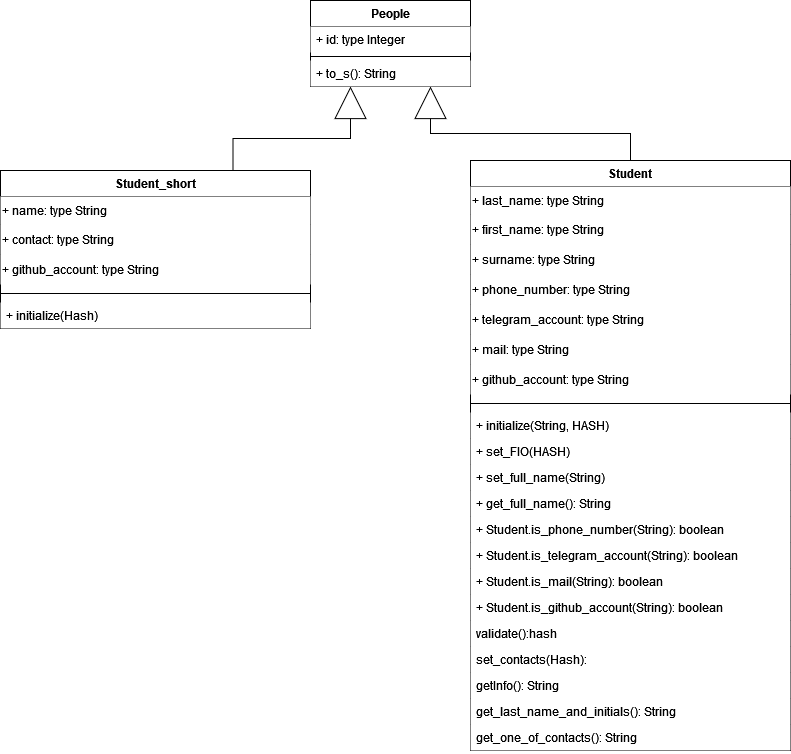 People
+ id: type Integer
+ to_s(): String
Student_short
+ name: type String
+ contact: type String
+ github_account: type String
+ initialize(Hash)
Student
+ last_name: type String
+ first_name: type String
+ surname: type String
+ phone_number: type String
+ telegram_account: type String
+ mail: type String
+ github_account: type String
+ initialize(String, HASH)
+ set_FIO(HASH)
+ set_full_name(String)
+ get_full_name(): String
+ Student.is_phone_number(String): boolean
+ Student.is_telegram_account(String): boolean
+ Student.is_mail(String): boolean
+ Student.is_github_account(String): boolean
validate():hash
set_contacts(Hash):
getInfo(): String
get_last_name_and_initials(): String
get_one_of_contacts(): String